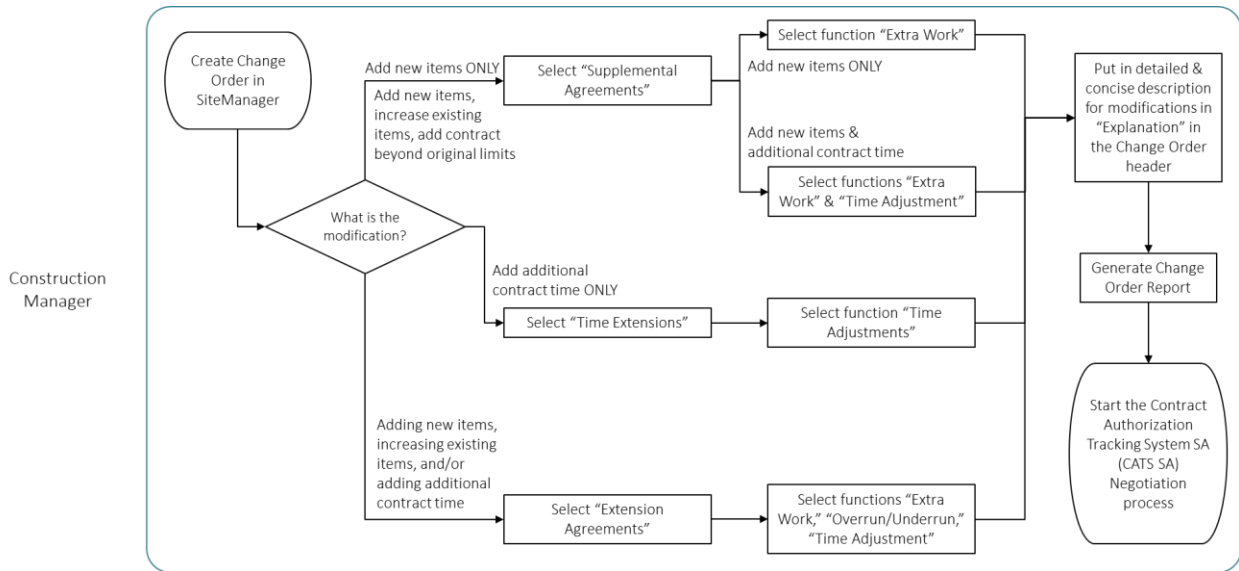 Construction
Manager
Create Change
Order in
SiteManager
What is the
modification?
Add new items ONLY
Add new items,
increase existing
items, add contract
beyond original limits
Select “Supplemental
Agreements”
Select function “Extra Work”
Add new items ONLY
Add new items &
additional contract time
Select functions “Extra
Work” & “Time Adjustment”
Add additional
contract time ONLY
Select “Time Extensions”
Select function “Time
Adjustments”
Adding new items,
increasing existing
items, and/or
adding additional
contract time
Select “Extension
Agreements”
Select functions “Extra
Work,” “Overrun/Underrun,”
“Time Adjustment”
Put in detailed &
concise description
for modifications in
“Explanation” in
the Change Order
header
Generate Change
Order Report
Start the Contract
Authorization
Tracking System SA
(CATS SA)
Negotiation
process